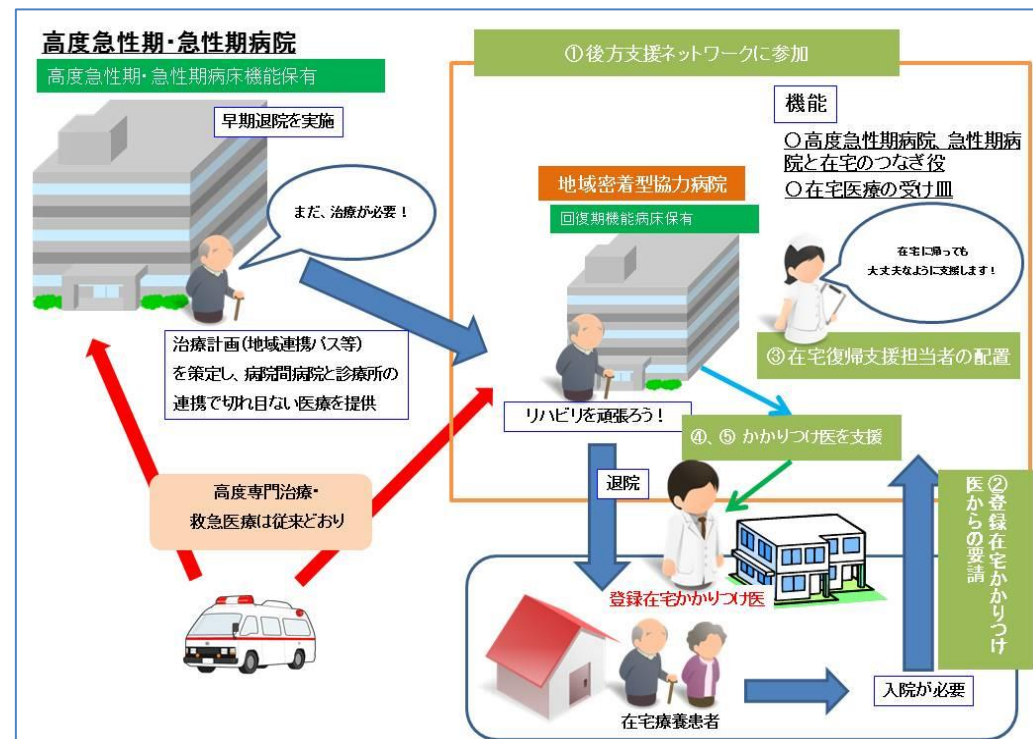 高度急性期・急性期病院
高度急性期・急性期病床機能保有
早期退院を実施
まだ、治療が必要！
治療計画(地域連携パス等)
を策定し、病院間病院と診療所の
連携で切れ目ない医療を提供
高度専門治療・
救急医療は従来どおり
①後方支援ネットワークに参加
機能
○高度急性期病院、急性期病
院と在宅のつなぎ役
○在宅医療の受け皿
地域密着型協力病院
回復期機能病床保有
在宅に帰っても
大丈夫なように支援します！
③在宅復帰支援担当者の配置
リハビリを頑張ろう！
④、⑤ かかりつけ医を支援
退院
②登録在宅かかりつけ
医からの要請
登録在宅かかりつけ医
在宅療養患者
入院が必要